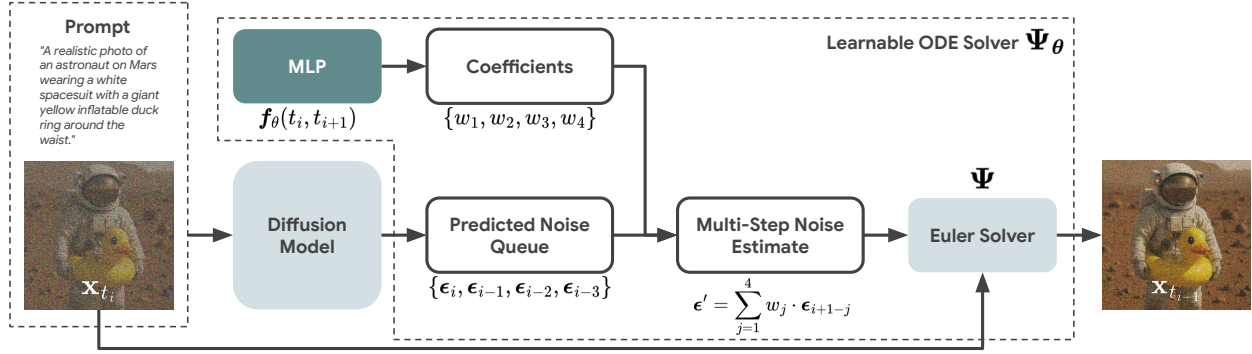 Prompt
"A realistic photo of
an astronaut on Mars
wearing a white
spacesuit with a giant
yellow inflatable duck
ring around the
waist."
x_{t_i}
Learnable ODE Solver Ψ_θ
MLP
f_θ(t_i, t_{i+1})
Coefficients
{w_1, w_2, w_3, w_4}
Diffusion
Model
Predicted Noise
Queue
{ϵ_i, ϵ_{i−1}, ϵ_{i−2}, ϵ_{i−3}}
Multi-Step Noise
Estimate
ϵ′ = ∑_{j=1}^{4} w_j · ϵ_{i+1−j}
Ψ
Euler Solver
x_{t_{i+1}}